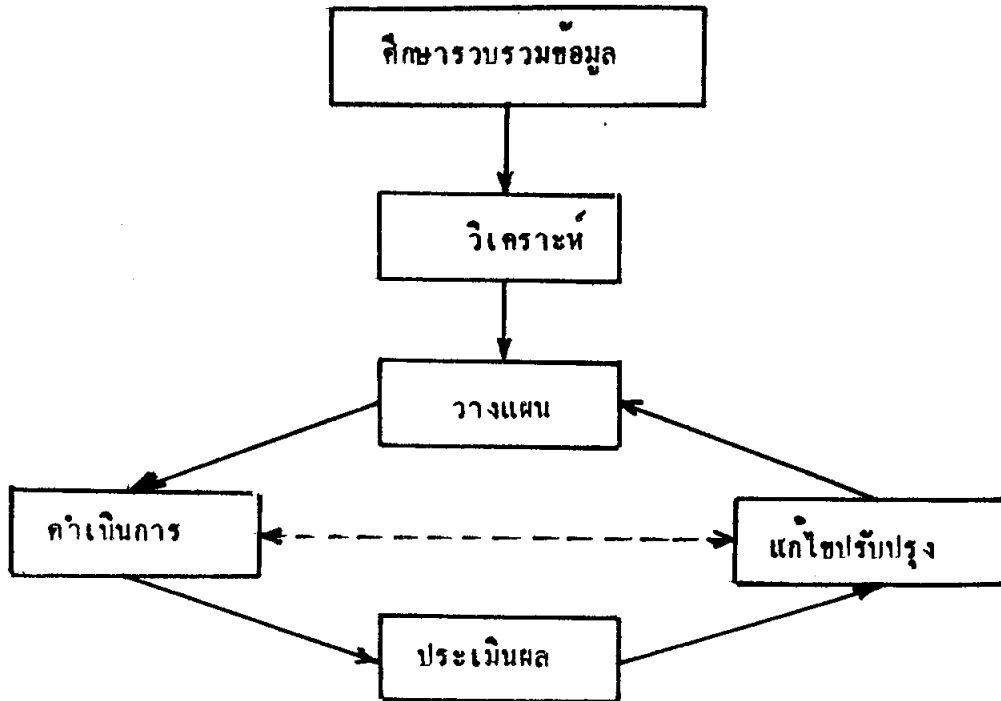 ศึกษารวบรวมข้อมูล
วิเคราะห์
วางแผน
ดำเนินการ
แก้ไขปรับปรุง
ประเมินผล